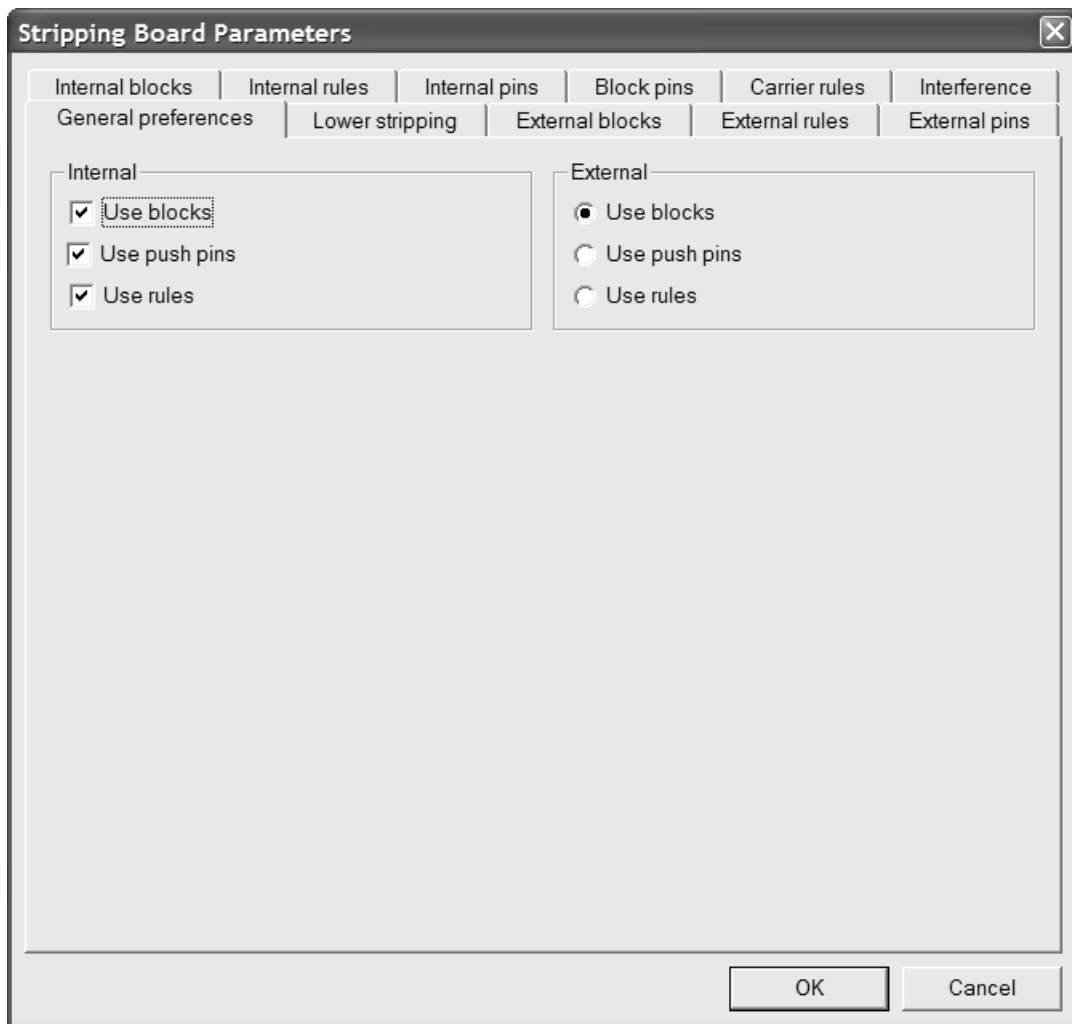 Stripping Board Parameters
Internal blocks Internal rules Internal pins Block pins Carrier rules Interference
General preferences Lower stripping External blocks External rules External pins
Internal External
Use blocks Use blocks
Use push pins Use push pins
Use rules Use rules
OK Cancel